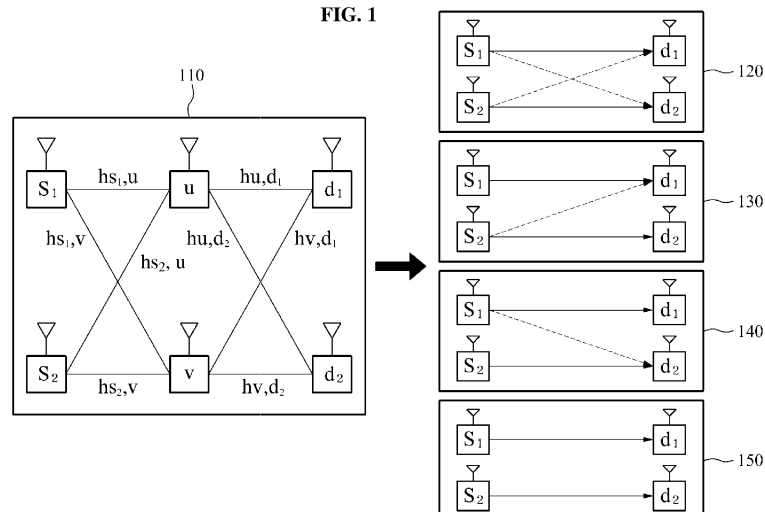 FIG. 1
110
S₁
hs₁,u
u
hu,d₁
d₁
hs₁,v
hs₂, u
hu,d₂
hv,d₁
S₂
hs₂,v
v
hv,d₂
d₂
S₁
d₁
S₂
d₂
120
S₁
d₁
S₂
d₂
130
S₁
d₁
S₂
d₂
140
S₁
d₁
S₂
d₂
150